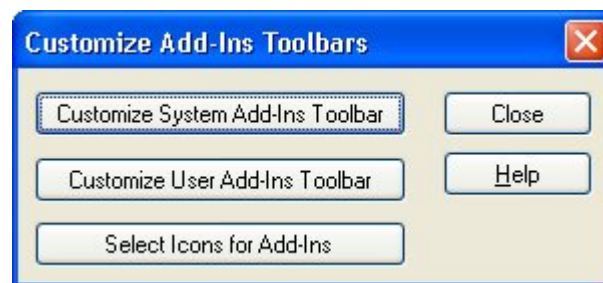 Customize Add-Ins Toolbars
Customize System Add-Ins Toolbar
Close
Customize User Add-Ins Toolbar
Help
Select Icons for Add-Ins